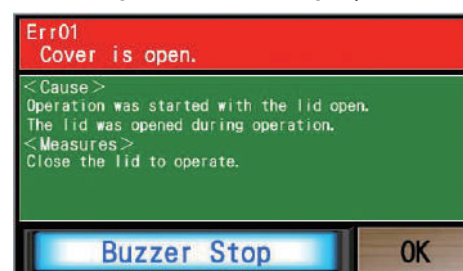 Err01
Cover is open.
<Cause>
Operation was started with the lid open.
The lid was opened during operation.
<Measures>
Close the lid to operate.
Buzzer Stop
OK